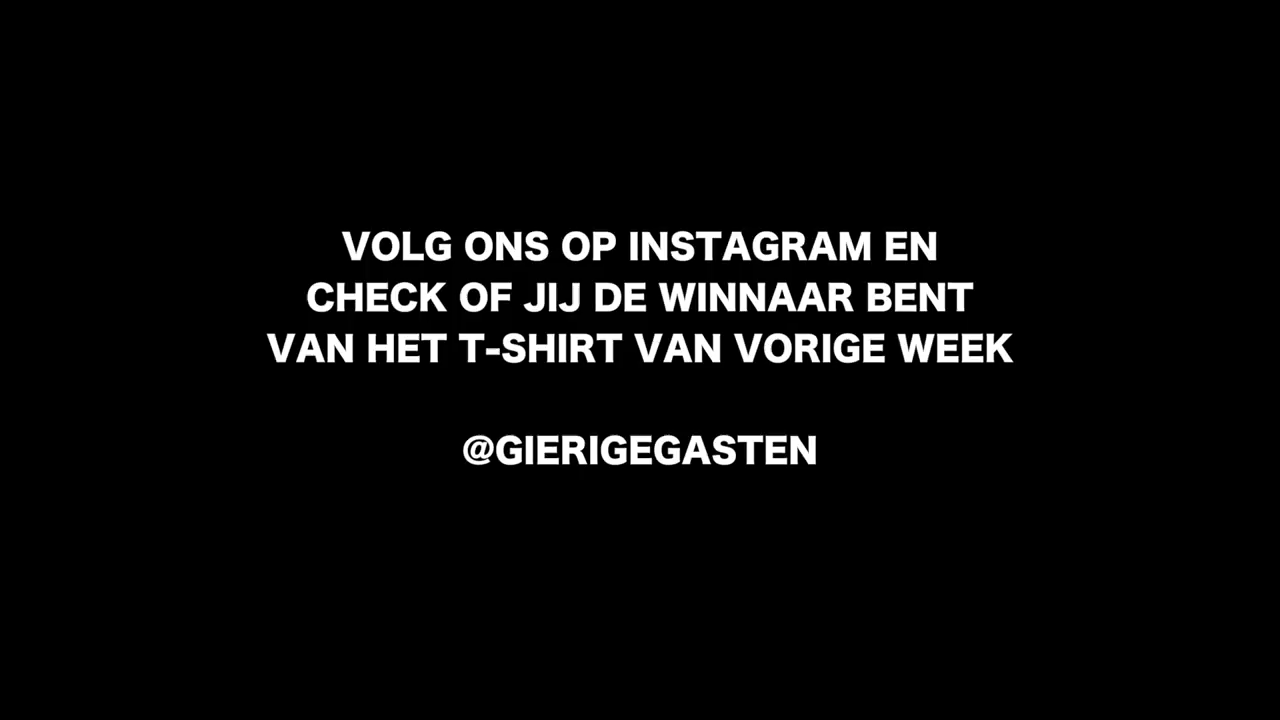 VOLG ONS OP INSTAGRAM EN
CHECK OF JIJ DE WINNAAR BENT
VAN HET T-SHIRT VAN VORIGE WEEK
@GIERIGEGASTEN